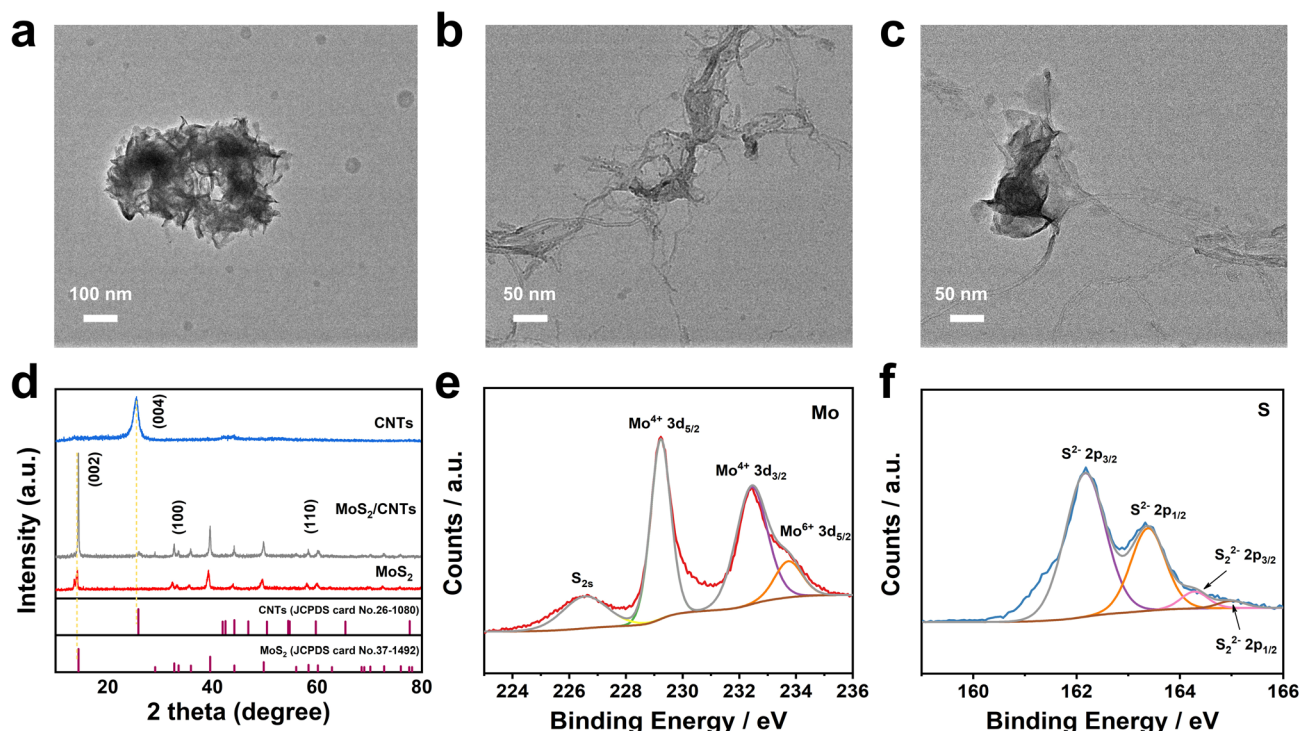 a
b
c
100 nm
50 nm
50 nm
d
Intensity (a.u.)
(004)
CNTs
(002)
(100)
(110)
MoS₂/CNTs
MoS₂
CNTs (JCPDS card No.26-1080)
MoS₂ (JCPDS card No.37-1492)
20 40 60 80
2 theta (degree)
e
Counts / a.u.
Mo
Mo⁴⁺ 3d₅/₂
Mo⁴⁺ 3d₃/₂
Mo⁶⁺ 3d₅/₂
S₂ₛ
224 226 228 230 232 234 236
Binding Energy / eV
f
Counts / a.u.
S
S²⁻ 2p₃/₂
S²⁻ 2p₁/₂
S₂²⁻ 2p₃/₂
S₂²⁻ 2p₁/₂
160 162 164 166
Binding Energy / eV